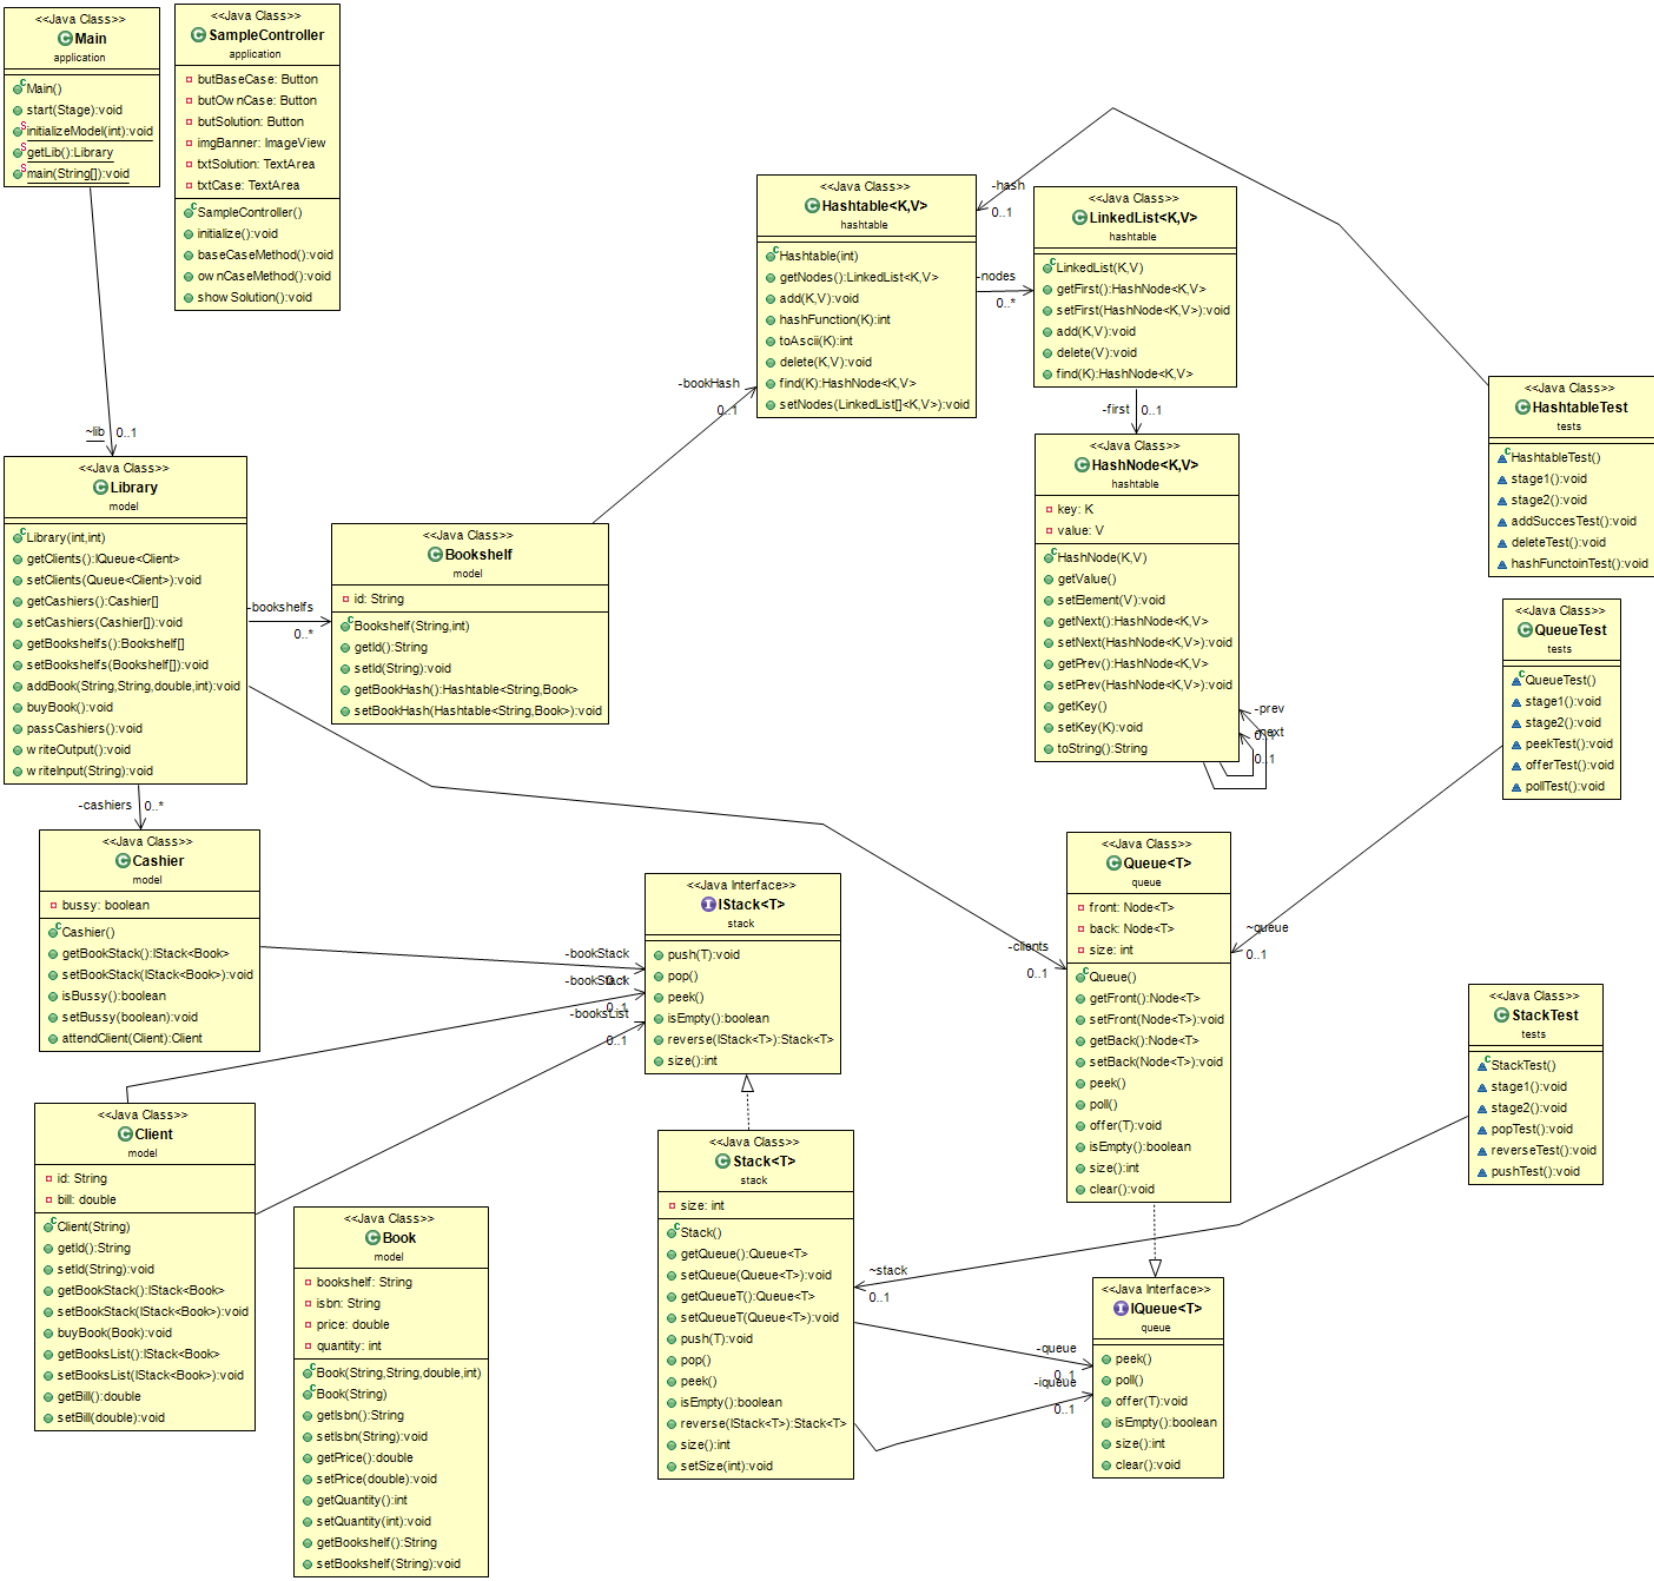 <<Java Class>>
Main
application
Main()
start(Stage):void
initializeModel(int):void
getLib():Library
main(String[]):void
<<Java Class>>
SampleController
application
butBaseCase: Button
butOwnCase: Button
butSolution: Button
imgBanner: ImageView
txtSolution: TextArea
txtCase: TextArea
SampleController()
initialize():void
baseCaseMethod():void
ownCaseMethod():void
showSolution():void
~lib
0..1
<<Java Class>>
Library
model
Library(int,int)
getClients():IQueue<Client>
setClients(Queue<Client>):void
getCashiers():Cashier[]
setCashiers(Cashier[]):void
getBookshelfs():Bookshelf[]
setBookshelfs(Bookshelf[]):void
addBook(String,String,double,int):void
buyBook():void
passCashiers():void
writeOutput():void
writeInput(String):void
-bookshelfs
0..*
<<Java Class>>
Bookshelf
model
id: String
Bookshelf(String,int)
getId():String
setId(String):void
getBookHash():Hashtable<String,Book>
setBookHash(Hashtable<String,Book>):void
-bookHash
0..1
<<Java Class>>
Hashtable<K,V>
hashtable
Hashtable(int)
getNodes():LinkedList<K,V>
add(K,V):void
hashFunction(K):int
toAscii(K):int
delete(K,V):void
find(K):HashNode<K,V>
setNodes(LinkedList[]<K,V>):void
-hash
0..1
-nodes
0..*
<<Java Class>>
LinkedList<K,V>
hashtable
LinkedList(K,V)
getFirst():HashNode<K,V>
setFirst(HashNode<K,V>):void
add(K,V):void
delete(V):void
find(K):HashNode<K,V>
-first
0..1
<<Java Class>>
HashNode<K,V>
hashtable
key: K
value: V
HashNode(K,V)
getValue()
setElement(V):void
getNext():HashNode<K,V>
setNext(HashNode<K,V>):void
getPrev():HashNode<K,V>
setPrev(HashNode<K,V>):void
getKey()
setKey(K):void
toString():String
-prev
0..1
-next
0..1
<<Java Class>>
HashtableTest
tests
HashtableTest()
stage1():void
stage2():void
addSuccesTest():void
deleteTest():void
hashFunctoinTest():void
<<Java Class>>
QueueTest
tests
QueueTest()
stage1():void
stage2():void
peekTest():void
offerTest():void
pollTest():void
-cashiers
0..*
<<Java Class>>
Cashier
model
bussy: boolean
Cashier()
getBookStack():IStack<Book>
setBookStack(IStack<Book>):void
isBussy():boolean
setBussy(boolean):void
attendClient(Client):Client
-bookStack
0..1
-bookStack
0..1
-booksList
0..1
<<Java Interface>>
IStack<T>
stack
push(T):void
pop()
peek()
isEmpty():boolean
reverse(IStack<T>):Stack<T>
size():int
-clients
0..1
<<Java Class>>
Queue<T>
queue
front: Node<T>
back: Node<T>
size: int
Queue()
getFront():Node<T>
setFront(Node<T>):void
getBack():Node<T>
setBack(Node<T>):void
peek()
poll()
offer(T):void
isEmpty():boolean
size():int
clear():void
~queue
0..1
<<Java Class>>
StackTest
tests
StackTest()
stage1():void
stage2():void
popTest():void
reverseTest():void
pushTest():void
<<Java Class>>
Client
model
id: String
bill: double
Client(String)
getId():String
setId(String):void
getBookStack():IStack<Book>
setBookStack(IStack<Book>):void
buyBook(Book):void
getBooksList():IStack<Book>
setBooksList(IStack<Book>):void
getBill():double
setBill(double):void
<<Java Class>>
Book
model
bookshelf: String
isbn: String
price: double
quantity: int
Book(String,String,double,int)
Book(String)
getIsbn():String
setIsbn(String):void
getPrice():double
setPrice(double):void
getQuantity():int
setQuantity(int):void
getBookshelf():String
setBookshelf(String):void
<<Java Class>>
Stack<T>
stack
size: int
Stack()
getQueue():Queue<T>
setQueue(Queue<T>):void
getQueueT():Queue<T>
setQueueT(Queue<T>):void
push(T):void
pop()
peek()
isEmpty():boolean
reverse(IStack<T>):Stack<T>
size():int
setSize(int):void
~stack
0..1
-queue
0..1
-iqueue
0..1
<<Java Interface>>
IQueue<T>
queue
peek()
poll()
offer(T):void
isEmpty():boolean
size():int
clear():void